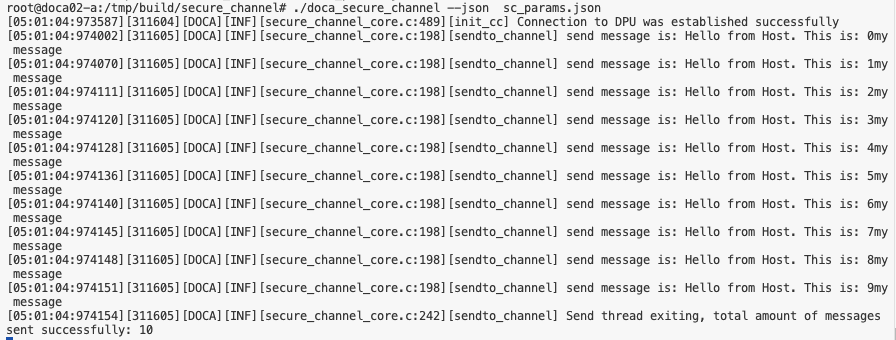 root@doca02-a:/tmp/build/secure_channel# ./doca_secure_channel --json  sc_params.json
[05:01:04:973587][311604][DOCA][INF][secure_channel_core.c:489][init_cc] Connection to DPU was established successfully
[05:01:04:974002][311605][DOCA][INF][secure_channel_core.c:198][sendto_channel] send message is: Hello from Host. This is: 0my
 message
[05:01:04:974070][311605][DOCA][INF][secure_channel_core.c:198][sendto_channel] send message is: Hello from Host. This is: 1my
 message
[05:01:04:974111][311605][DOCA][INF][secure_channel_core.c:198][sendto_channel] send message is: Hello from Host. This is: 2my
 message
[05:01:04:974120][311605][DOCA][INF][secure_channel_core.c:198][sendto_channel] send message is: Hello from Host. This is: 3my
 message
[05:01:04:974128][311605][DOCA][INF][secure_channel_core.c:198][sendto_channel] send message is: Hello from Host. This is: 4my
 message
[05:01:04:974136][311605][DOCA][INF][secure_channel_core.c:198][sendto_channel] send message is: Hello from Host. This is: 5my
 message
[05:01:04:974140][311605][DOCA][INF][secure_channel_core.c:198][sendto_channel] send message is: Hello from Host. This is: 6my
 message
[05:01:04:974145][311605][DOCA][INF][secure_channel_core.c:198][sendto_channel] send message is: Hello from Host. This is: 7my
 message
[05:01:04:974148][311605][DOCA][INF][secure_channel_core.c:198][sendto_channel] send message is: Hello from Host. This is: 8my
 message
[05:01:04:974151][311605][DOCA][INF][secure_channel_core.c:198][sendto_channel] send message is: Hello from Host. This is: 9my
 message
[05:01:04:974154][311605][DOCA][INF][secure_channel_core.c:242][sendto_channel] Send thread exiting, total amount of messages
sent successfully: 10